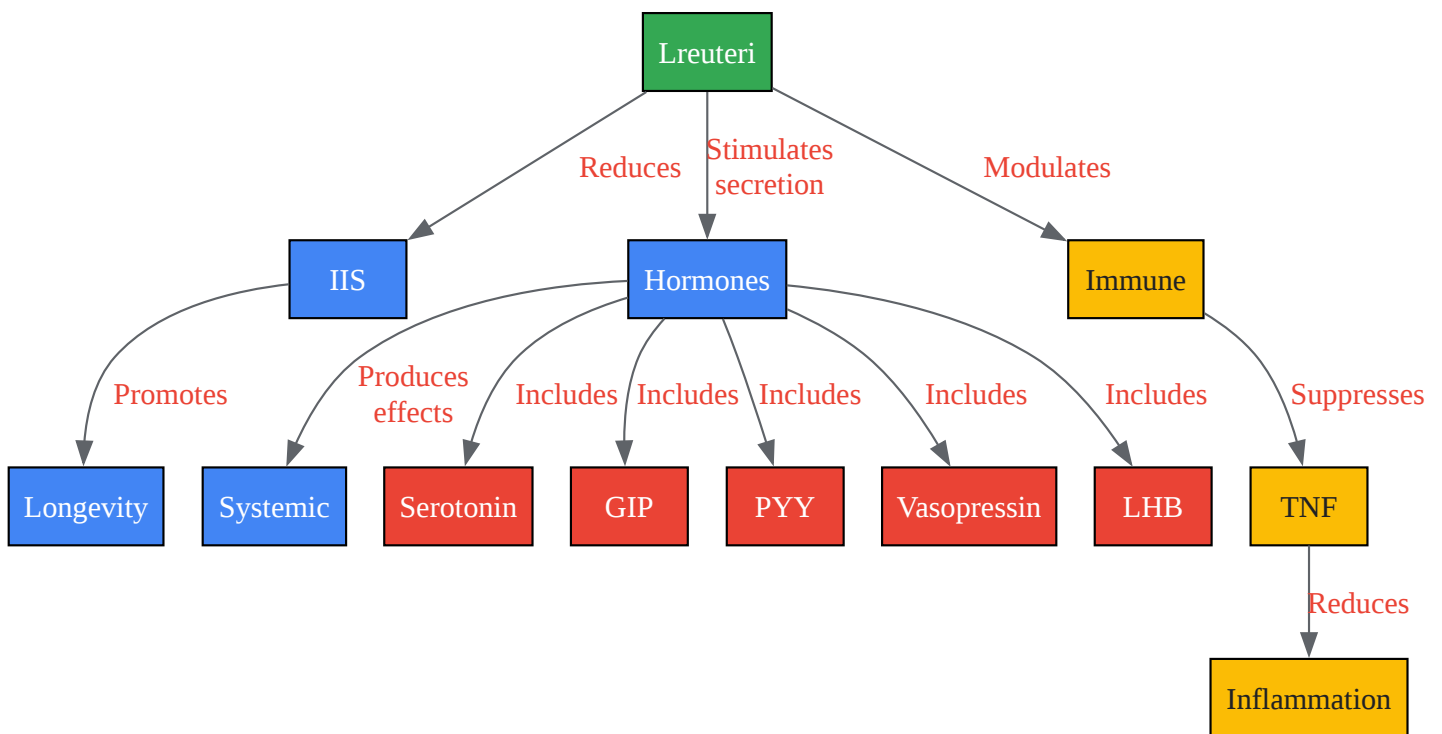 Lreuteri
Reduces
Stimulates
secretion
Modulates
IIS
Hormones
Immune
Promotes
Produces
effects
Includes
Includes
Includes
Includes
Includes
Suppresses
Longevity
Systemic
Serotonin
GIP
PYY
Vasopressin
LHB
TNF
Reduces
Inflammation